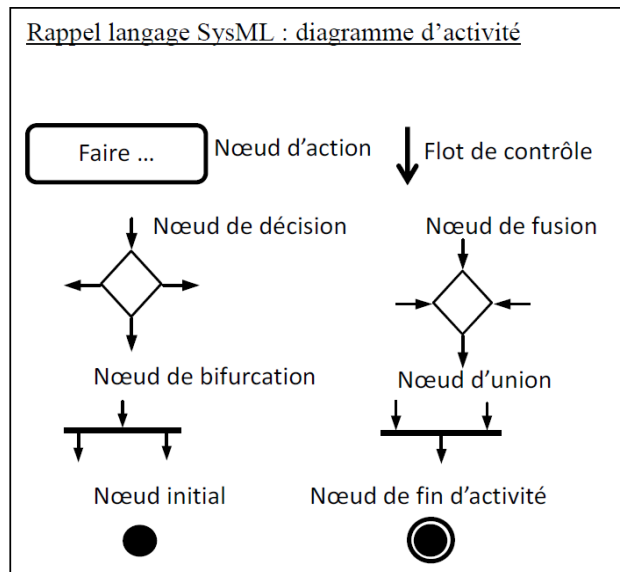 Rappel langage SysML : diagramme d’activité
Faire ...
Nœud d’action
Flot de contrôle
Nœud de décision
Nœud de fusion
Nœud de bifurcation
Nœud d’union
Nœud initial
Nœud de fin d’activité